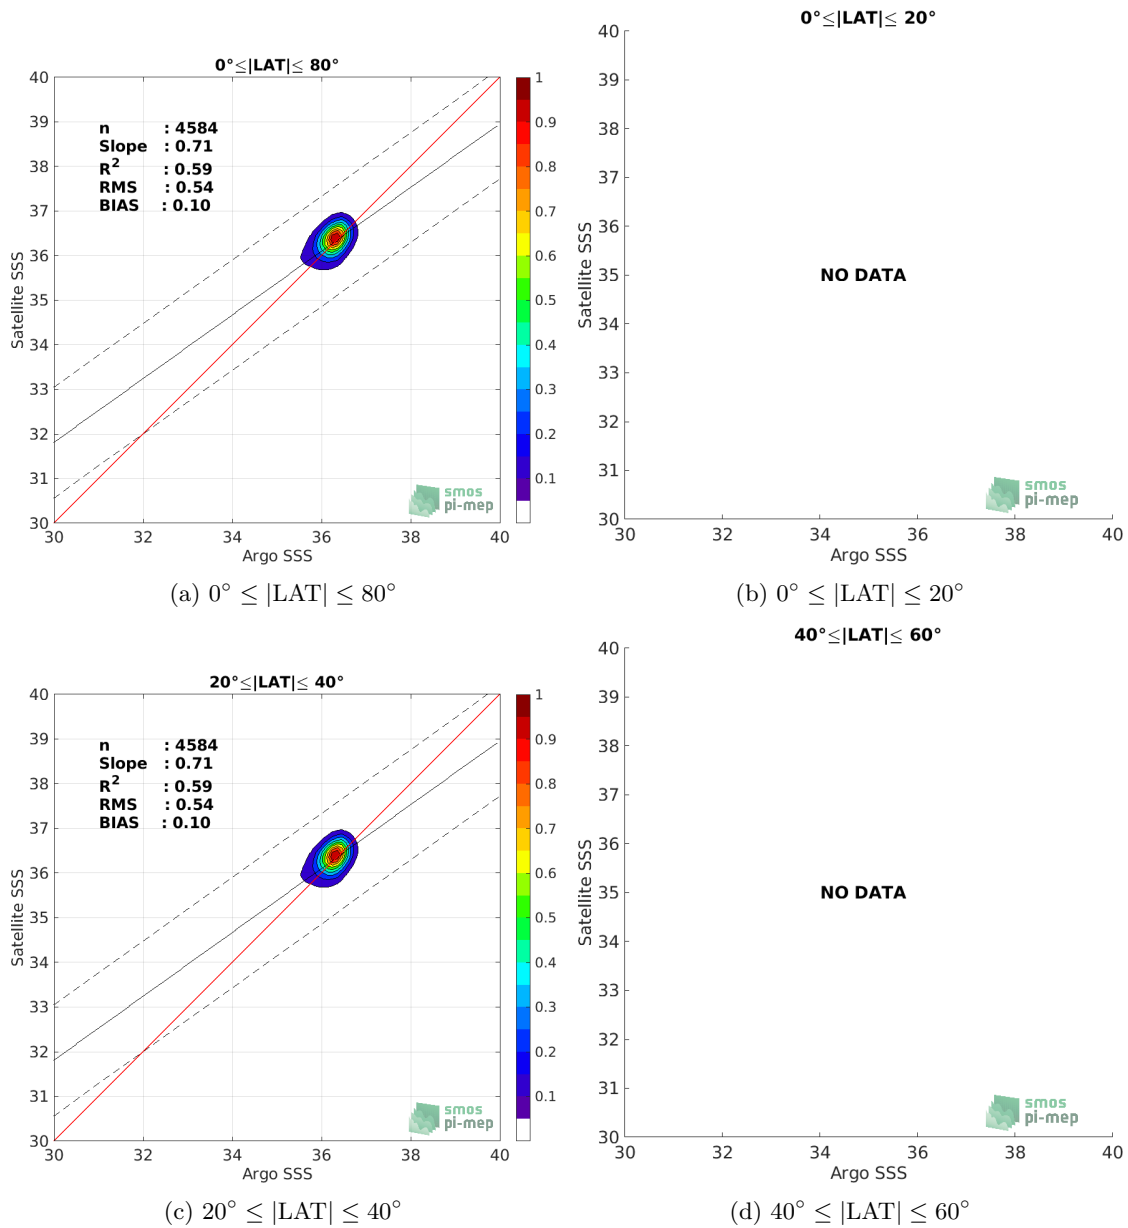 0°≤|LAT|≤ 80°
40
39
38
37
36
35
34
33
32
31
30
n : 4584
Slope : 0.71
R2 : 0.59
RMS : 0.54
BIAS : 0.10
Satellite SSS
30 32 34 36 38 40
Argo SSS
smos
pi-mep
1
0.9
0.8
0.7
0.6
0.5
0.4
0.3
0.2
0.1
(a) 0° ≤ |LAT| ≤ 80°
0°≤|LAT|≤ 20°
40
39
38
37
36
35
34
33
32
31
30
Satellite SSS
NO DATA
30 32 34 36 38 40
Argo SSS
smos
pi-mep
(b) 0° ≤ |LAT| ≤ 20°
20°≤|LAT|≤ 40°
40
39
38
37
36
35
34
33
32
31
30
n : 4584
Slope : 0.71
R2 : 0.59
RMS : 0.54
BIAS : 0.10
Satellite SSS
30 32 34 36 38 40
Argo SSS
smos
pi-mep
1
0.9
0.8
0.7
0.6
0.5
0.4
0.3
0.2
0.1
(c) 20° ≤ |LAT| ≤ 40°
40°≤|LAT|≤ 60°
40
39
38
37
36
35
34
33
32
31
30
Satellite SSS
NO DATA
30 32 34 36 38 40
Argo SSS
smos
pi-mep
(d) 40° ≤ |LAT| ≤ 60°